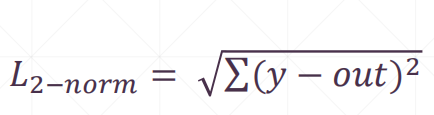 L₂₋ₙₒᵣₘ = √Σ(y − out)²